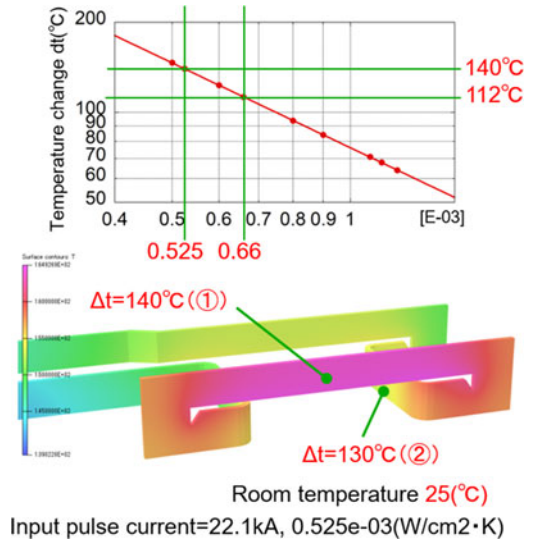 200
Temperature change dt(℃)
140℃
112℃
100
90
80
70
60
50
0.4 0.5 0.6 0.7 0.8 0.9 1 [E-03]
0.525 0.66
Surface contours T
Δt=140℃(①)
Δt=130℃(②)
Room temperature 25(℃)
Input pulse current=22.1kA, 0.525e-03(W/cm2・K)